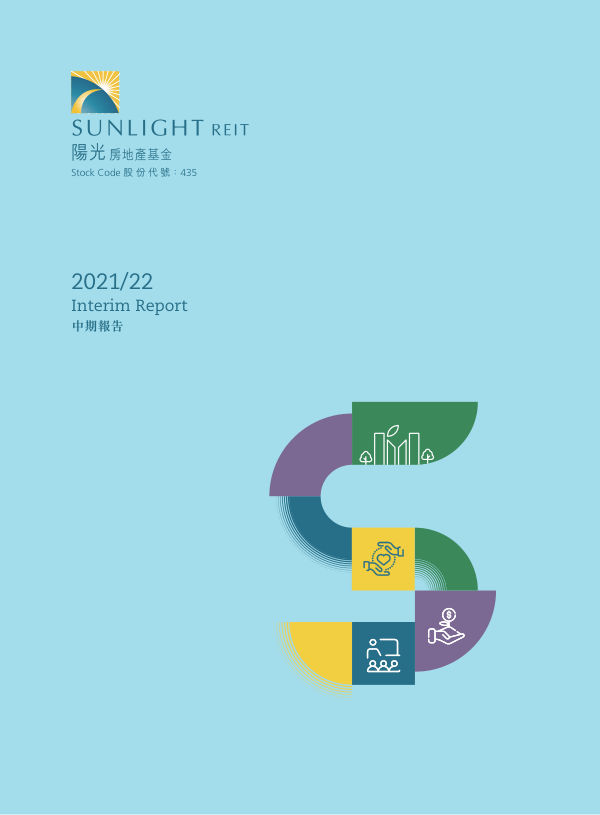 SUNLIGHT REIT
陽光房地產基金
Stock Code 股份代號：435
2021/22
Interim Report
中期報告